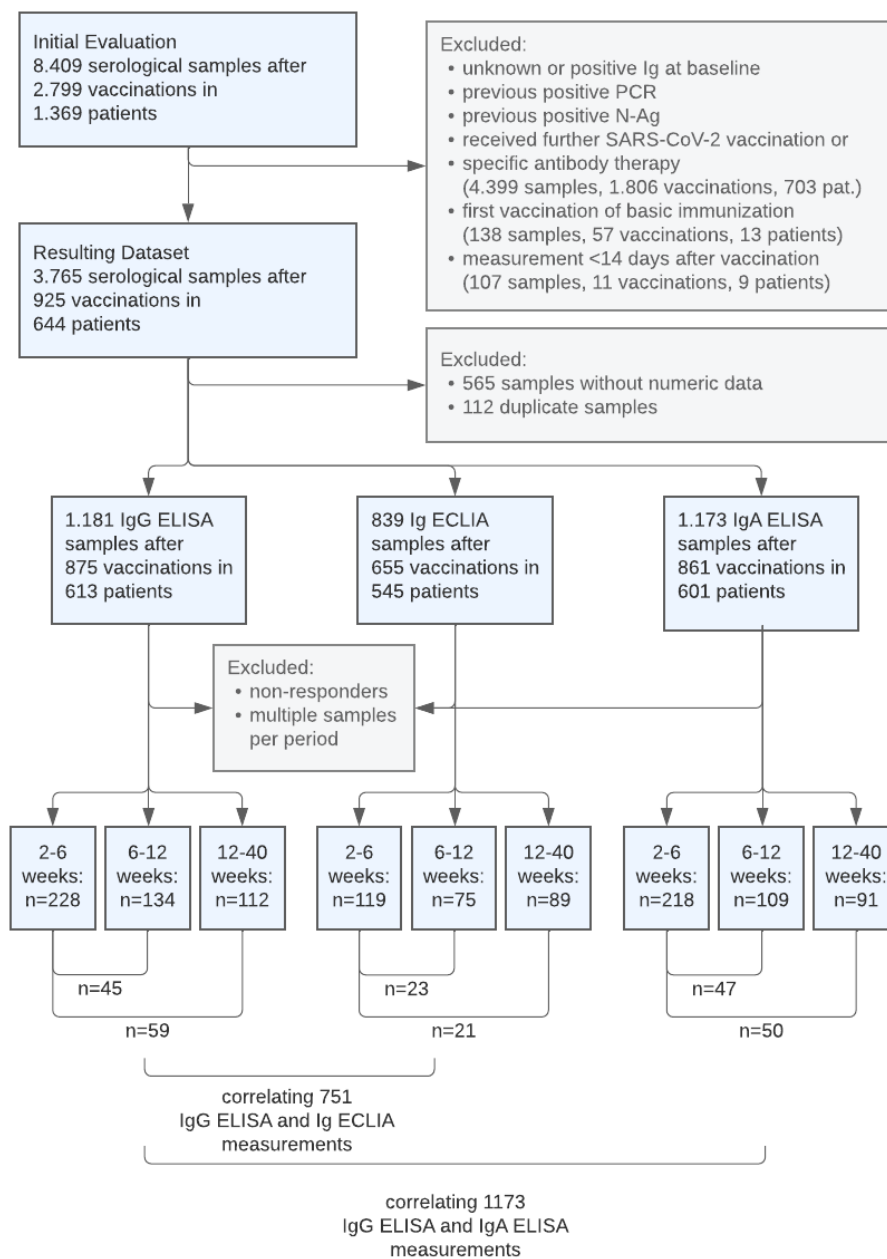 Initial Evaluation
8.409 serological samples after
2.799 vaccinations in
1.369 patients
Excluded:
• unknown or positive Ig at baseline
• previous positive PCR
• previous positive N-Ag
• received further SARS-CoV-2 vaccination or
• specific antibody therapy
(4.399 samples, 1.806 vaccinations, 703 pat.)
• first vaccination of basic immunization
(138 samples, 57 vaccinations, 13 patients)
• measurement <14 days after vaccination
(107 samples, 11 vaccinations, 9 patients)
Resulting Dataset
3.765 serological samples after
925 vaccinations in
644 patients
Excluded:
• 565 samples without numeric data
• 112 duplicate samples
1.181 IgG ELISA
samples after
875 vaccinations in
613 patients
839 Ig ECLIA
samples after
655 vaccinations in
545 patients
1.173 IgA ELISA
samples after
861 vaccinations in
601 patients
Excluded:
• non-responders
• multiple samples
per period
2-6
weeks:
n=228
6-12
weeks:
n=134
12-40
weeks:
n=112
2-6
weeks:
n=119
6-12
weeks:
n=75
12-40
weeks:
n=89
2-6
weeks:
n=218
6-12
weeks:
n=109
12-40
weeks:
n=91
n=45
n=23
n=47
n=59
n=21
n=50
correlating 751
IgG ELISA and Ig ECLIA
measurements
correlating 1173
IgG ELISA and IgA ELISA
measurements